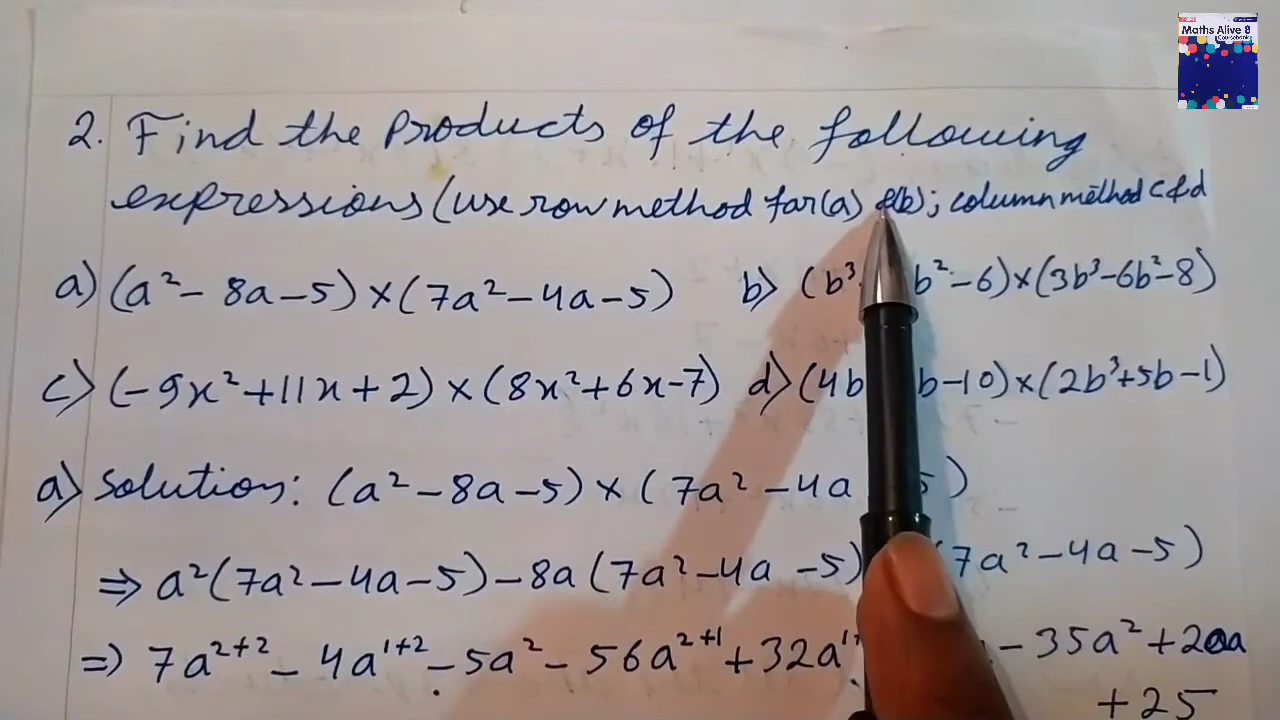 Maths Alive 8
Coursebook
2. Find the products of the following
expressions (use row method for (a) &(b); column method c & d
a) (a² - 8a - 5) × (7a² - 4a - 5) b) (b³ b² - 6) × (3b³ - 6b² - 8)
c) (-9x² + 11x + 2) × (8x² + 6x - 7) d) (4b b - 10) × (2b³ + 5b - 1)
a) Solution: (a² - 8a - 5) × (7a² - 4a 5)
⇒ a²(7a² - 4a - 5) - 8a (7a² - 4a - 5) (7a² - 4a - 5)
⇒ 7a²⁺² - 4a¹⁺² - 5a² - 56a²⁺¹ + 32a¹⁺ - 35a² + 20a
+ 25